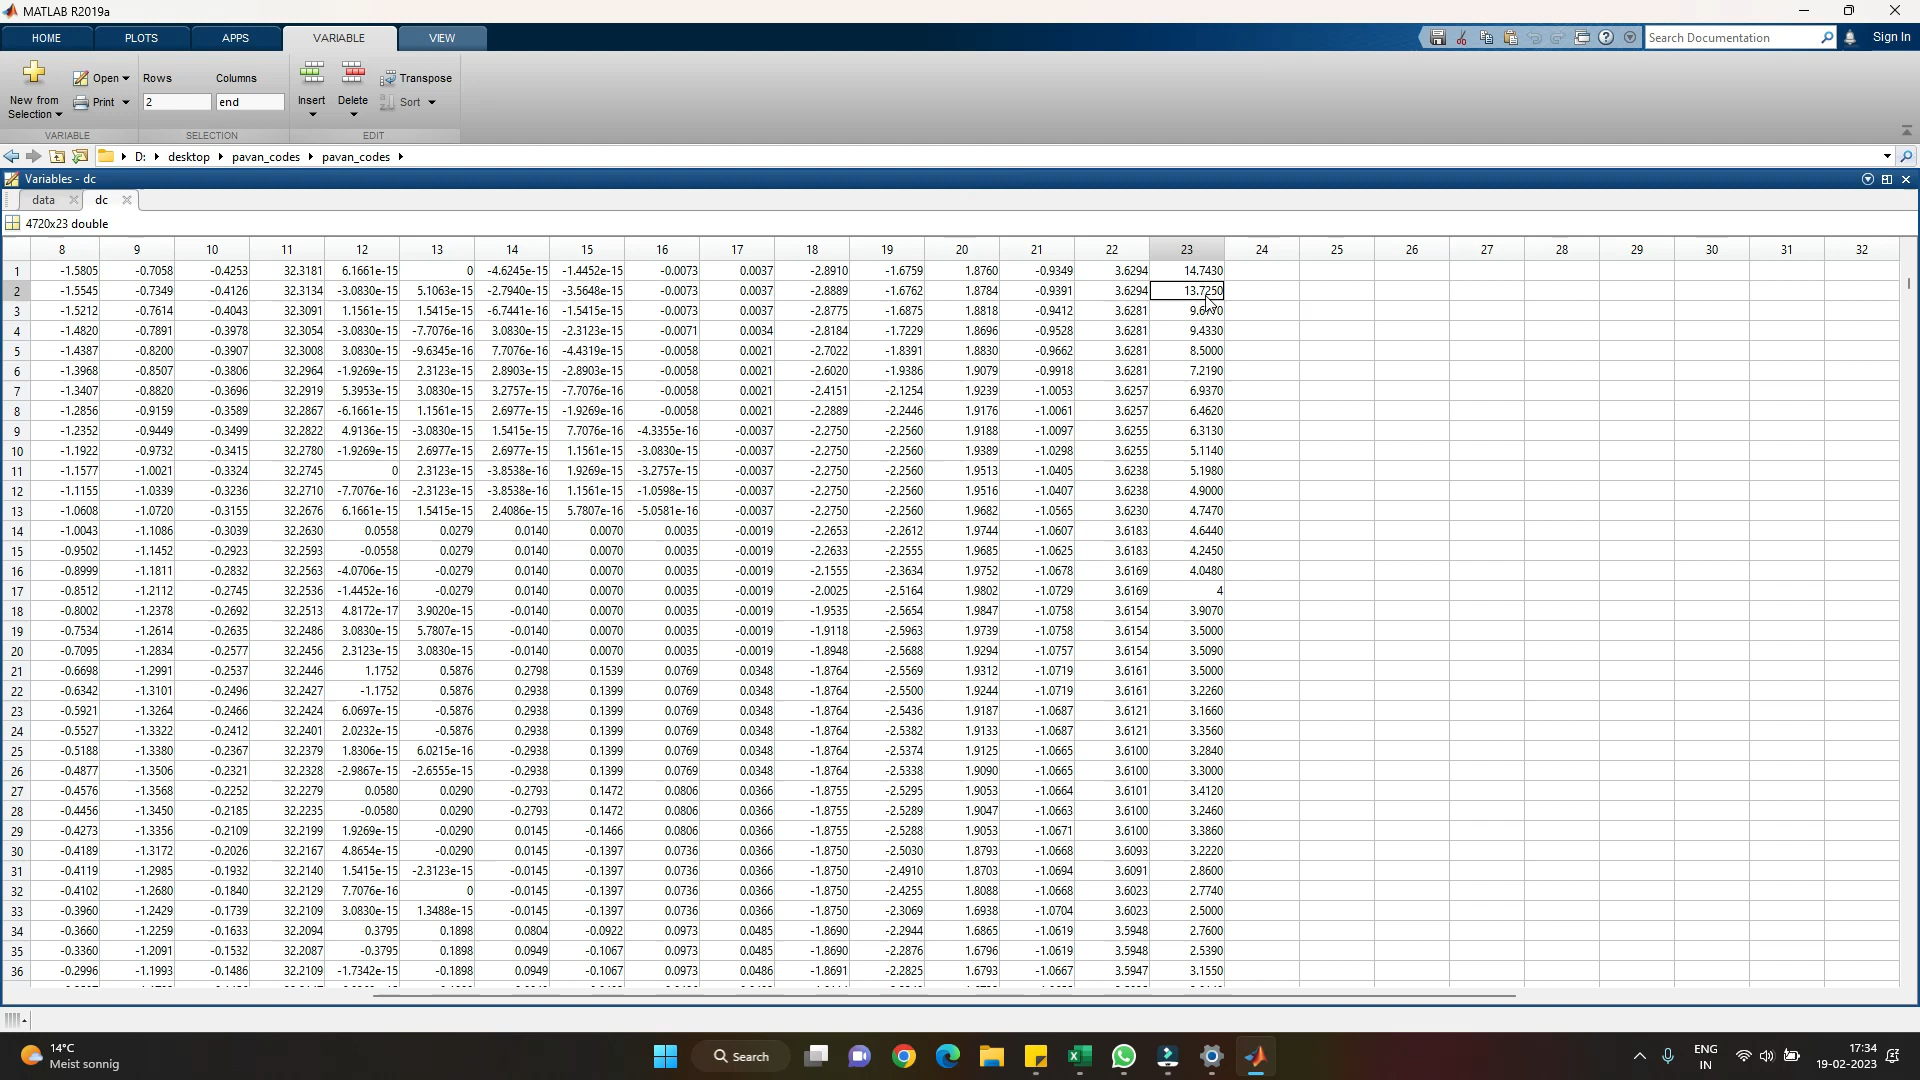 MATLAB R2019a
HOME PLOTS APPS VARIABLE VIEW Search Documentation Sign In
New from Selection Open Print Rows Columns Insert Delete Transpose Sort
2 end
VARIABLE SELECTION EDIT
D: desktop pavan_codes pavan_codes
Variables - dc
data dc
4720x23 double
8 9 10 11 12 13 14 15 16 17 18 19 20 21 22 23 24 25 26 27 28 29 30 31 32
1 -1.5805 -0.7058 -0.4253 32.3181 6.1661e-15 0 -4.6245e-15 -1.4452e-15 -0.0073 0.0037 -2.8910 -1.6759 1.8760 -0.9349 3.6294 14.7430
2 -1.5545 -0.7349 -0.4126 32.3134 -3.0830e-15 5.1063e-15 -2.7940e-15 -3.5648e-15 -0.0073 0.0037 -2.8889 -1.6762 1.8784 -0.9391 3.6294 13.7250
3 -1.5212 -0.7614 -0.4043 32.3091 1.1561e-15 1.5415e-15 -6.7441e-16 -1.5415e-15 -0.0073 0.0037 -2.8775 -1.6875 1.8818 -0.9412 3.6281
4 -1.4820 -0.7891 -0.3978 32.3054 -3.0830e-15 -7.7076e-16 3.0830e-15 -2.3123e-15 -0.0071 0.0034 -2.8184 -1.7229 1.8696 -0.9528 3.6281 9.4330
5 -1.4387 -0.8200 -0.3907 32.3008 3.0830e-15 -9.6345e-16 7.7076e-16 -4.4319e-15 -0.0058 0.0021 -2.7022 -1.8391 1.8830 -0.9662 3.6281 8.5000
6 -1.3968 -0.8507 -0.3806 32.2964 -1.9269e-15 2.3123e-15 2.8903e-15 -2.8903e-15 -0.0058 0.0021 -2.6020 -1.9386 1.9079 -0.9918 3.6281 7.2190
7 -1.3407 -0.8820 -0.3696 32.2919 5.3953e-15 3.0830e-15 3.2757e-15 -7.7076e-16 -0.0058 0.0021 -2.4151 -2.1254 1.9239 -1.0053 3.6257 6.9370
8 -1.2856 -0.9159 -0.3589 32.2867 -6.1661e-15 1.1561e-15 2.6977e-15 -1.9269e-16 -0.0058 0.0021 -2.2889 -2.2446 1.9176 -1.0061 3.6257 6.4620
9 -1.2352 -0.9449 -0.3499 32.2822 4.9136e-15 -3.0830e-15 1.5415e-15 7.7076e-16 -4.3355e-16 -0.0037 -2.2750 -2.2560 1.9188 -1.0097 3.6255 6.3130
10 -1.1922 -0.9732 -0.3415 32.2780 -1.9269e-15 2.6977e-15 2.6977e-15 1.1561e-15 -3.0830e-15 -0.0037 -2.2750 -2.2560 1.9389 -1.0298 3.6255 5.1140
11 -1.1577 -1.0021 -0.3324 32.2745 0 2.3123e-15 -3.8538e-16 1.9269e-15 -3.2757e-15 -0.0037 -2.2750 -2.2560 1.9513 -1.0405 3.6238 5.1980
12 -1.1155 -1.0339 -0.3236 32.2710 -7.7076e-16 -2.3123e-15 -3.8538e-16 1.1561e-15 -1.0598e-15 -0.0037 -2.2750 -2.2560 1.9516 -1.0407 3.6238 4.9000
13 -1.0608 -1.0720 -0.3155 32.2676 6.1661e-15 1.5415e-15 2.4086e-15 5.7807e-16 -5.0581e-16 -0.0037 -2.2750 -2.2560 1.9682 -1.0565 3.6230 4.7470
14 -1.0043 -1.1086 -0.3039 32.2630 0.0558 0.0279 0.0140 0.0070 0.0035 -0.0019 -2.2653 -2.2612 1.9744 -1.0607 3.6183 4.6440
15 -0.9502 -1.1452 -0.2923 32.2593 -0.0558 0.0279 0.0140 0.0070 0.0035 -0.0019 -2.2633 -2.2555 1.9685 -1.0625 3.6183 4.2450
16 -0.8999 -1.1811 -0.2832 32.2563 -4.0706e-15 -0.0279 0.0140 0.0070 0.0035 -0.0019 -2.1555 -2.3634 1.9752 -1.0678 3.6169 4.0480
17 -0.8512 -1.2112 -0.2745 32.2536 -1.4452e-16 -0.0279 0.0140 0.0070 0.0035 -0.0019 -2.0025 -2.5164 1.9802 -1.0729 3.6169 4
18 -0.8002 -1.2378 -0.2692 32.2513 4.8172e-17 3.9020e-15 -0.0140 0.0070 0.0035 -0.0019 -1.9535 -2.5654 1.9847 -1.0758 3.6154 3.9070
19 -0.7534 -1.2614 -0.2635 32.2486 3.0830e-15 5.7807e-15 -0.0140 0.0070 0.0035 -0.0019 -1.9118 -2.5963 1.9739 -1.0758 3.6154 3.5000
20 -0.7095 -1.2834 -0.2577 32.2456 2.3123e-15 3.0830e-15 -0.0140 0.0070 0.0035 -0.0019 -1.8948 -2.5688 1.9294 -1.0757 3.6154 3.5090
21 -0.6698 -1.2991 -0.2537 32.2446 1.1752 0.5876 0.2798 0.1539 0.0769 0.0348 -1.8764 -2.5569 1.9312 -1.0719 3.6161 3.5000
22 -0.6342 -1.3101 -0.2496 32.2427 -1.1752 0.5876 0.2938 0.1399 0.0769 0.0348 -1.8764 -2.5500 1.9244 -1.0719 3.6161 3.2260
23 -0.5921 -1.3264 -0.2466 32.2424 6.0697e-15 -0.5876 0.2938 0.1399 0.0769 0.0348 -1.8764 -2.5436 1.9187 -1.0687 3.6121 3.1660
24 -0.5527 -1.3322 -0.2412 32.2401 2.0232e-15 -0.5876 -0.2938 0.1399 0.0769 0.0348 -1.8764 -2.5382 1.9133 -1.0687 3.6121 3.3560
25 -0.5188 -1.3380 -0.2367 32.2379 1.8306e-15 6.0215e-16 -0.2938 0.1399 0.0769 0.0348 -1.8764 -2.5374 1.9125 -1.0665 3.6100 3.2840
26 -0.4877 -1.3506 -0.2321 32.2328 -2.9867e-15 -2.6555e-15 -0.2938 0.1399 0.0769 0.0348 -1.8764 -2.5338 1.9090 -1.0665 3.6100 3.3000
27 -0.4576 -1.3568 -0.2252 32.2279 0.0580 0.0290 -0.2793 0.1472 0.0806 0.0366 -1.8755 -2.5295 1.9053 -1.0664 3.6101 3.4120
28 -0.4456 -1.3450 -0.2185 32.2235 -0.0580 0.0290 -0.2793 0.1472 0.0806 0.0366 -1.8755 -2.5289 1.9047 -1.0663 3.6100 3.2460
29 -0.4273 -1.3356 -0.2109 32.2199 1.9269e-15 -0.0290 0.0145 -0.1466 0.0806 0.0366 -1.8755 -2.5288 1.9053 -1.0671 3.6100 3.3860
30 -0.4189 -1.3172 -0.2026 32.2167 4.8654e-15 -0.0290 0.0145 -0.1397 0.0736 0.0366 -1.8750 -2.5030 1.8793 -1.0668 3.6093 3.2220
31 -0.4119 -1.2985 -0.1932 32.2140 1.5415e-15 -2.3123e-15 -0.0145 -0.1397 0.0736 0.0366 -1.8750 -2.4910 1.8703 -1.0694 3.6091 2.8600
32 -0.4102 -1.2680 -0.1840 32.2129 7.7076e-16 0 -0.0145 -0.1397 0.0736 0.0366 -1.8750 -2.4255 1.8088 -1.0668 3.6023 2.7740
33 -0.3960 -1.2429 -0.1739 32.2109 3.0830e-15 1.3488e-15 -0.0145 -0.1397 0.0736 0.0366 -1.8750 -2.3069 1.6938 -1.0704 3.6023 2.5000
34 -0.3660 -1.2259 -0.1633 32.2094 0.3795 0.1898 0.0804 -0.0922 0.0973 0.0485 -1.8690 -2.2944 1.6865 -1.0619 3.5948 2.7600
35 -0.3360 -1.2091 -0.1532 32.2087 -0.3795 0.1898 0.0949 -0.1067 0.0973 0.0485 -1.8690 -2.2876 1.6796 -1.0619 3.5948 2.5390
36 -0.2996 -1.1993 -0.1486 32.2109 -1.7342e-15 -0.1898 0.0949 -0.1067 0.0973 0.0486 -1.8691 -2.2825 1.6793 -1.0667 3.5947 3.1550
14°C
Meist sonnig
Search
ENG
IN
17:34
19-02-2023